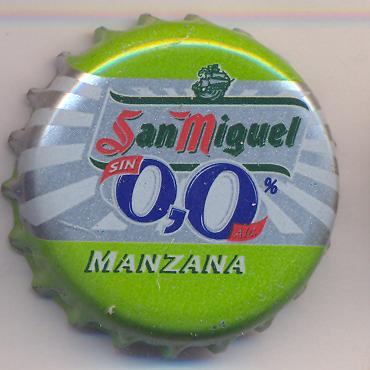 San Miguel
SIN
0,0%
ALC.
MANZANA